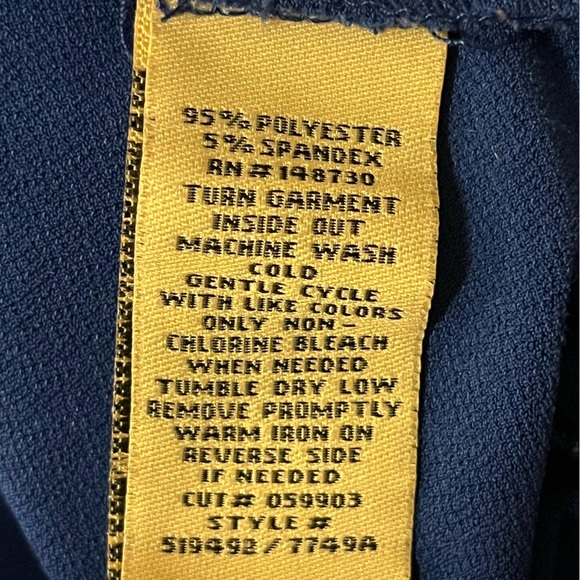 95% POLYESTER
5% SPANDEX
RN# 148730
TURN GARMENT
INSIDE OUT
MACHINE WASH
COLD
GENTLE CYCLE
WITH LIKE COLORS
ONLY NON-
CHLORINE BLEACH
WHEN NEEDED
TUMBLE DRY LOW
REMOVE PROMPTLY
WARM IRON ON
REVERSE SIDE
IF NEEDED
CUT# 059903
STYLE #
519492/7749A